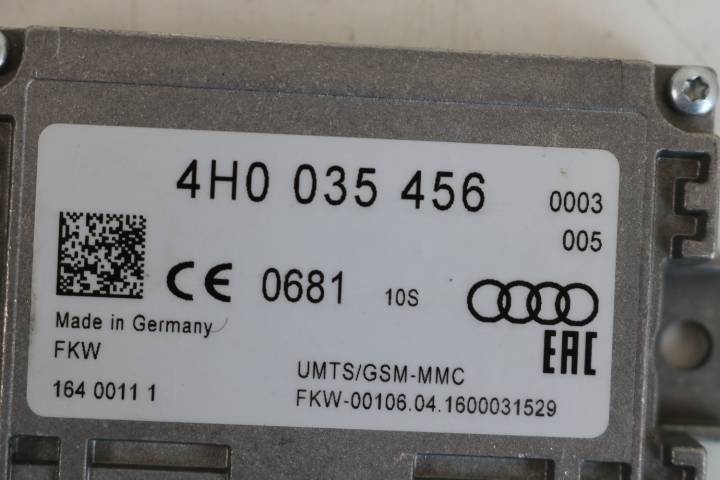 4H0 035 456 0003
005
CE 0681 10S
Made in Germany
FKW
EAC
UMTS/GSM-MMC
164 0011 1
FKW-00106.04.1600031529